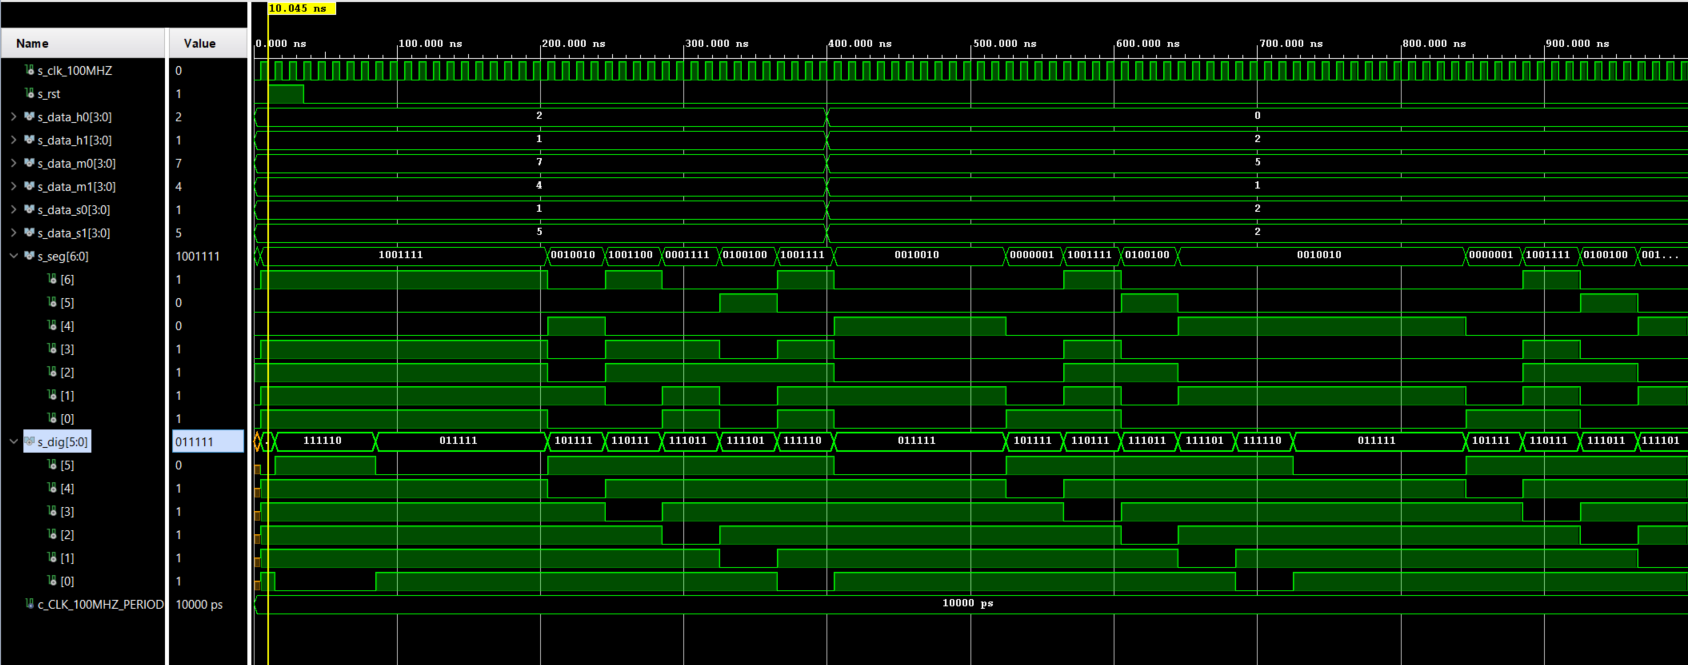 10.045 ns
Name Value 0.000 ns 100.000 ns 200.000 ns 300.000 ns 400.000 ns 500.000 ns 600.000 ns 700.000 ns 800.000 ns 900.000 ns
s_clk_100MHZ 0
s_rst 1
s_data_h0[3:0] 2 2 0
s_data_h1[3:0] 1 1 2
s_data_m0[3:0] 7 7 5
s_data_m1[3:0] 4 4 1
s_data_s0[3:0] 1 1 2
s_data_s1[3:0] 5 5 2
s_seg[6:0] 1001111 1001111 0010010 1001100 0001111 0100100 1001111 0010010 0000001 1001111 0100100 0010010 0000001 1001111 0100100 001...
[6] 1
[5] 0
[4] 0
[3] 1
[2] 1
[1] 1
[0] 1
s_dig[5:0] 011111 111110 011111 101111 110111 111011 111101 111110 011111 101111 110111 111011 111101 111110 011111 101111 110111 111011 111101
[5] 0
[4] 1
[3] 1
[2] 1
[1] 1
[0] 1
c_CLK_100MHZ_PERIOD 10000 ps 10000 ps